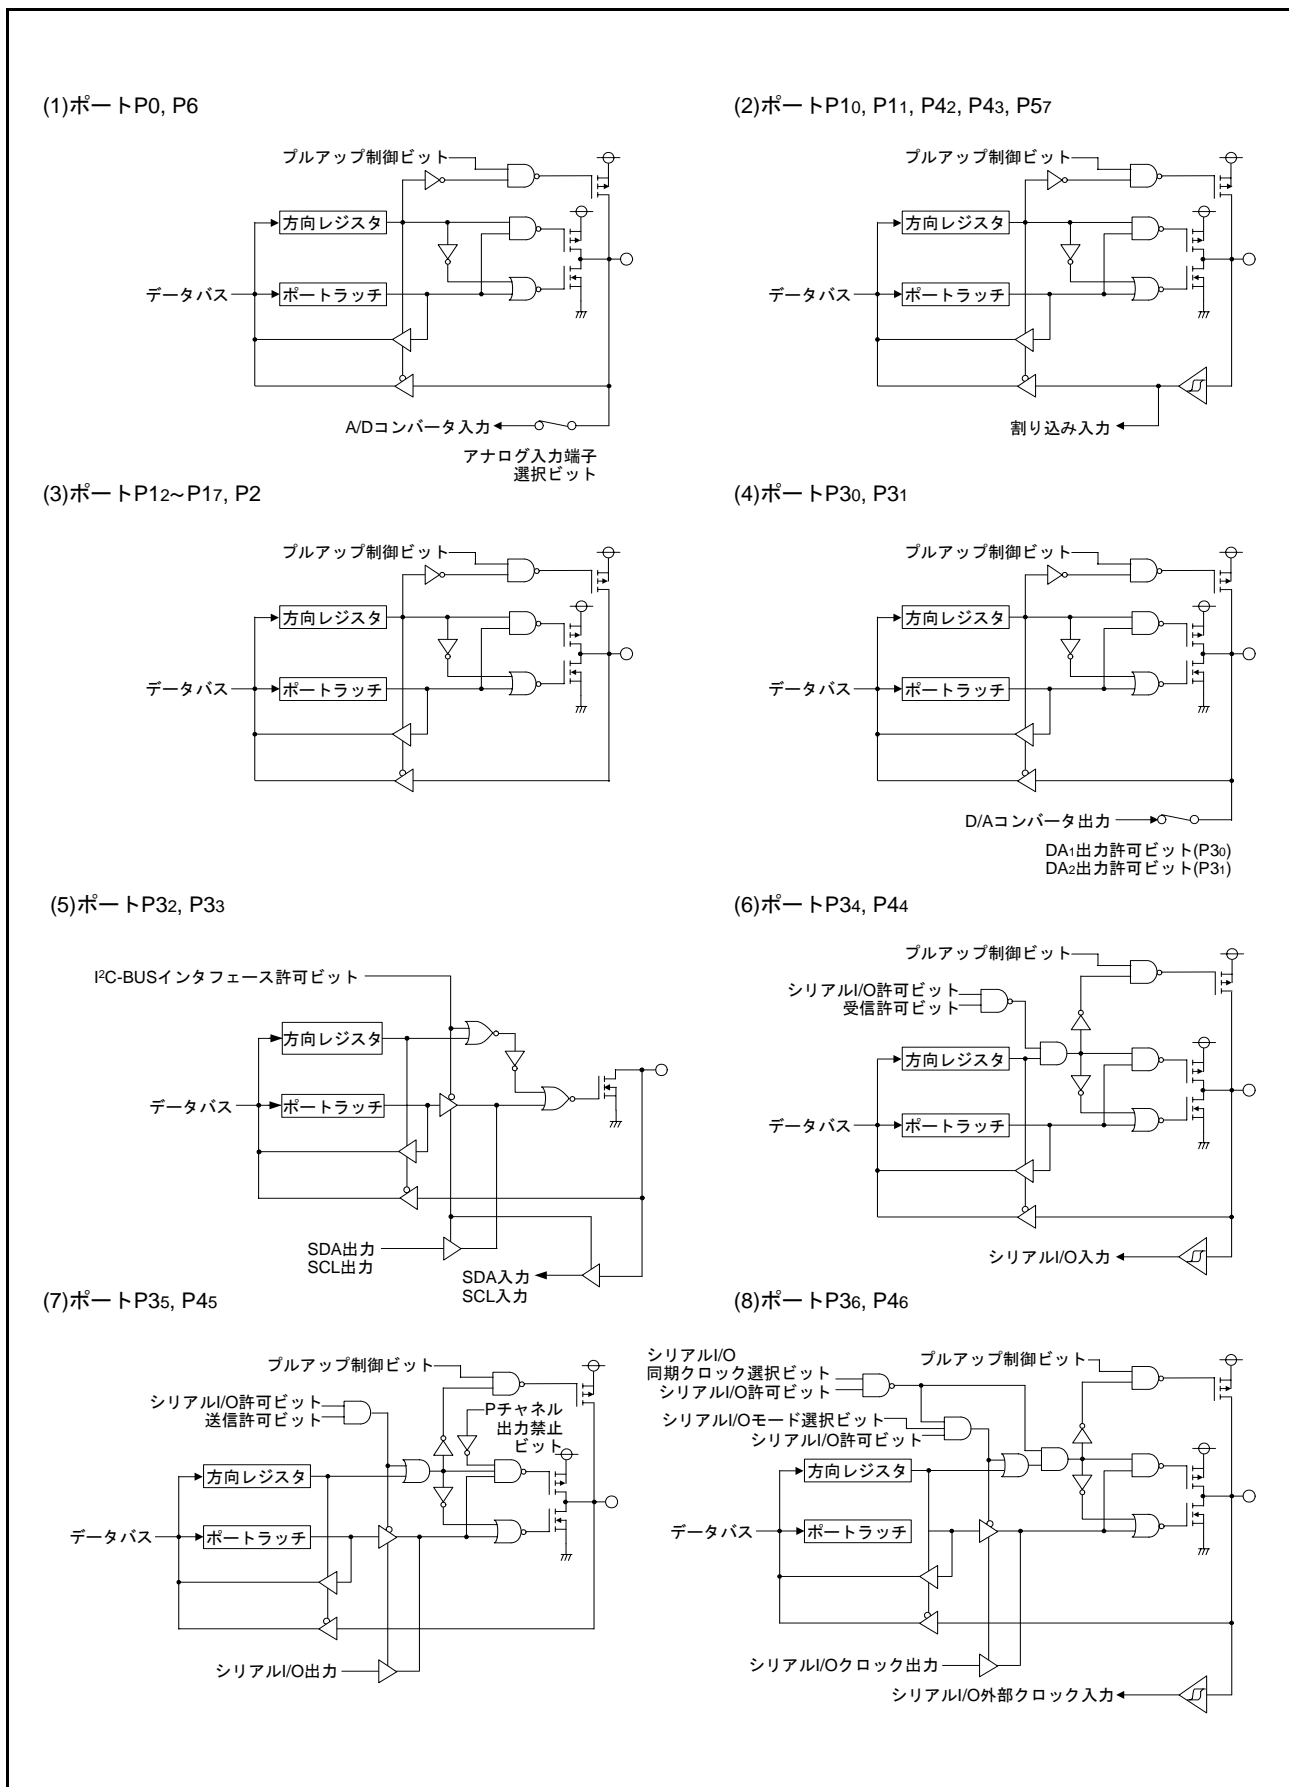 (1)ポートP0, P6
プルアップ制御ビット
方向レジスタ
データバス
ポートラッチ
A/Dコンバータ入力
アナログ入力端子
選択ビット
(2)ポートP10, P11, P42, P43, P57
プルアップ制御ビット
方向レジスタ
データバス
ポートラッチ
割り込み入力
(3)ポートP12~P17, P2
プルアップ制御ビット
方向レジスタ
データバス
ポートラッチ
(4)ポートP30, P31
プルアップ制御ビット
方向レジスタ
データバス
ポートラッチ
D/Aコンバータ出力
DA1出力許可ビット(P30)
DA2出力許可ビット(P31)
(5)ポートP32, P33
I²C-BUSインタフェース許可ビット
方向レジスタ
データバス
ポートラッチ
SDA出力
SCL出力
SDA入力
SCL入力
(6)ポートP34, P44
プルアップ制御ビット
シリアルI/O許可ビット
受信許可ビット
方向レジスタ
データバス
ポートラッチ
シリアルI/O入力
(7)ポートP35, P45
プルアップ制御ビット
シリアルI/O許可ビット
送信許可ビット
Pチャネル
出力禁止
ビット
方向レジスタ
データバス
ポートラッチ
シリアルI/O出力
(8)ポートP36, P46
シリアルI/O
同期クロック選択ビット
シリアルI/O許可ビット
プルアップ制御ビット
シリアルI/Oモード選択ビット
シリアルI/O許可ビット
方向レジスタ
データバス
ポートラッチ
シリアルI/Oクロック出力
シリアルI/O外部クロック入力